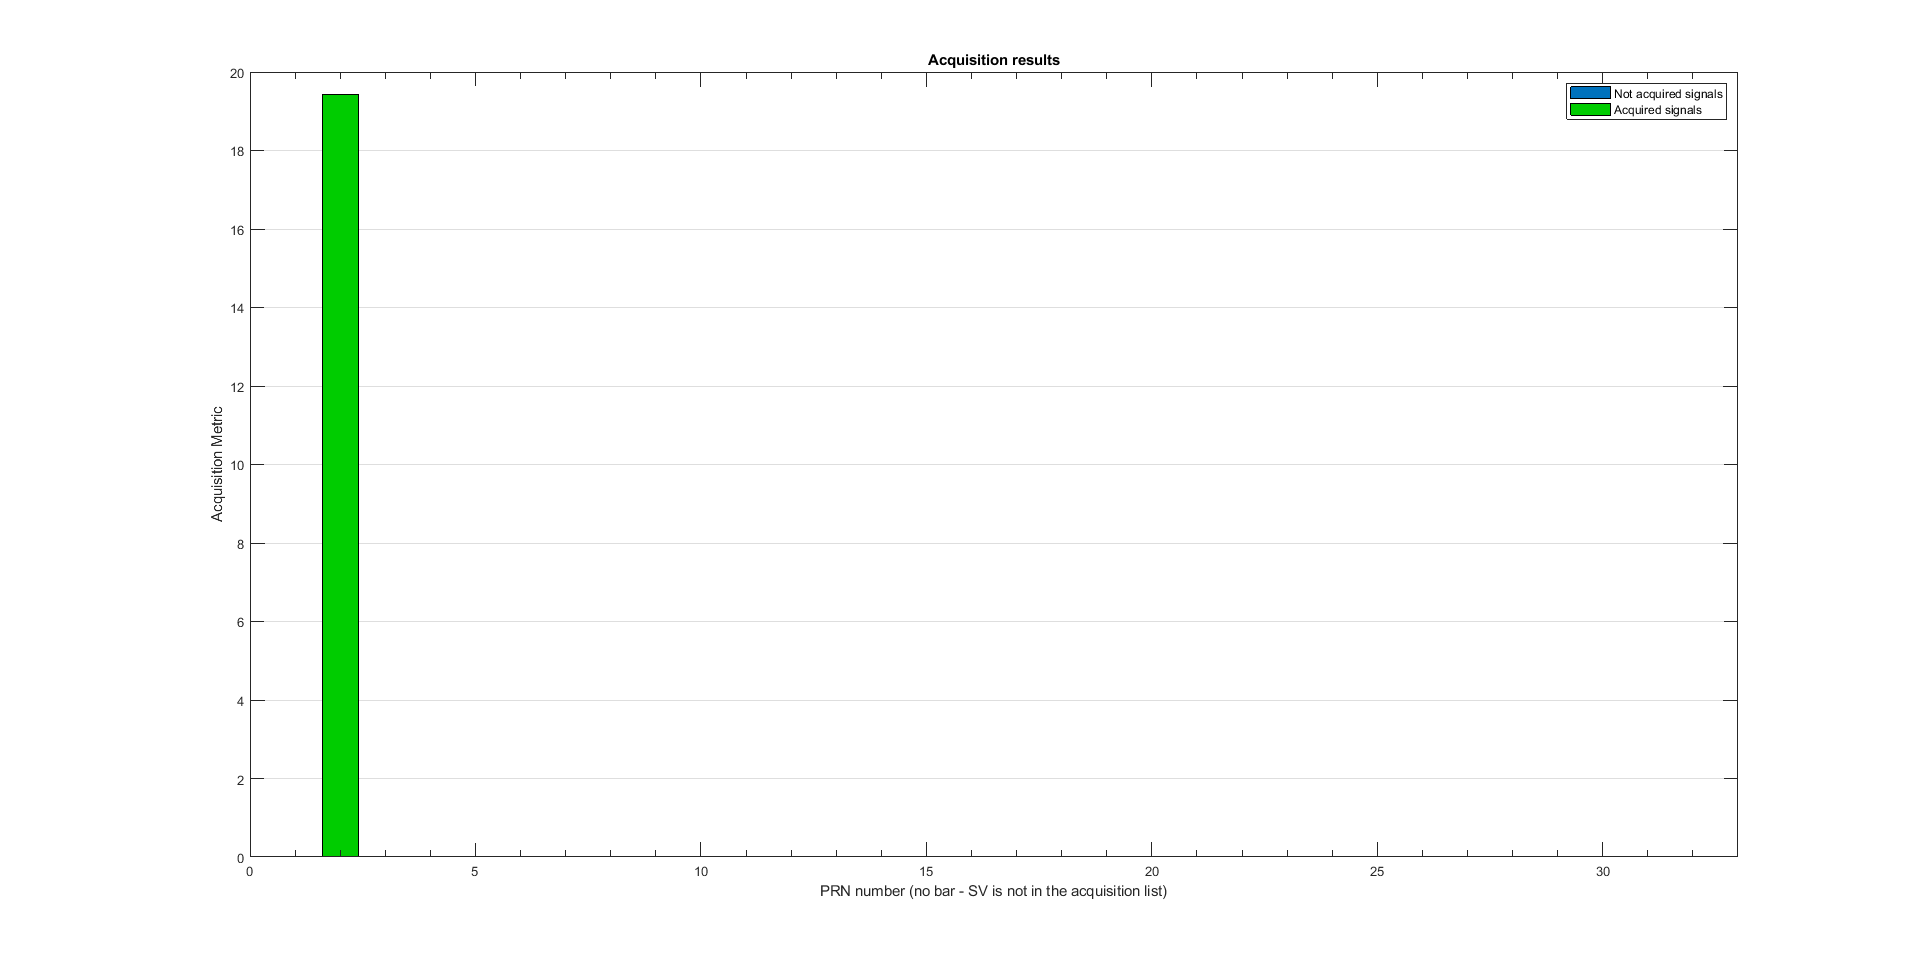 Acquisition results
Not acquired signals
Acquired signals
20
18
16
14
12
10
8
6
4
2
0
Acquisition Metric
0 5 10 15 20 25 30
PRN number (no bar - SV is not in the acquisition list)